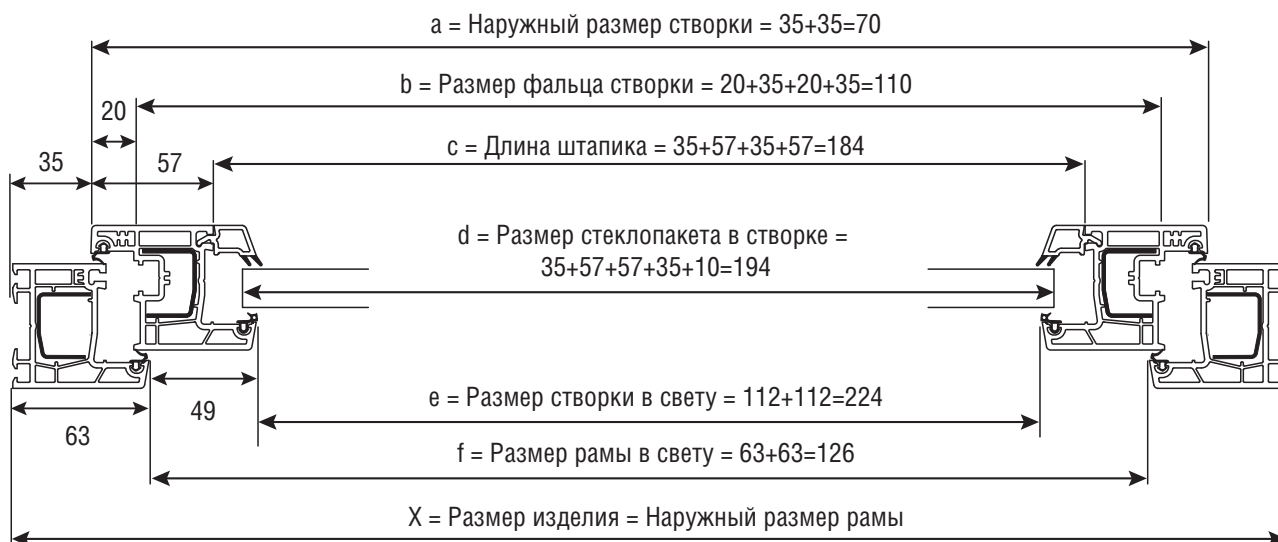 a = Наружный размер створки = 35+35=70
b = Размер фальца створки = 20+35+20+35=110
20
35
57
c = Длина штапика = 35+57+35+57=184
d = Размер стеклопакета в створке =
35+57+57+35+10=194
49
e = Размер створки в свету = 112+112=224
63
f = Размер рамы в свету = 63+63=126
X = Размер изделия = Наружный размер рамы